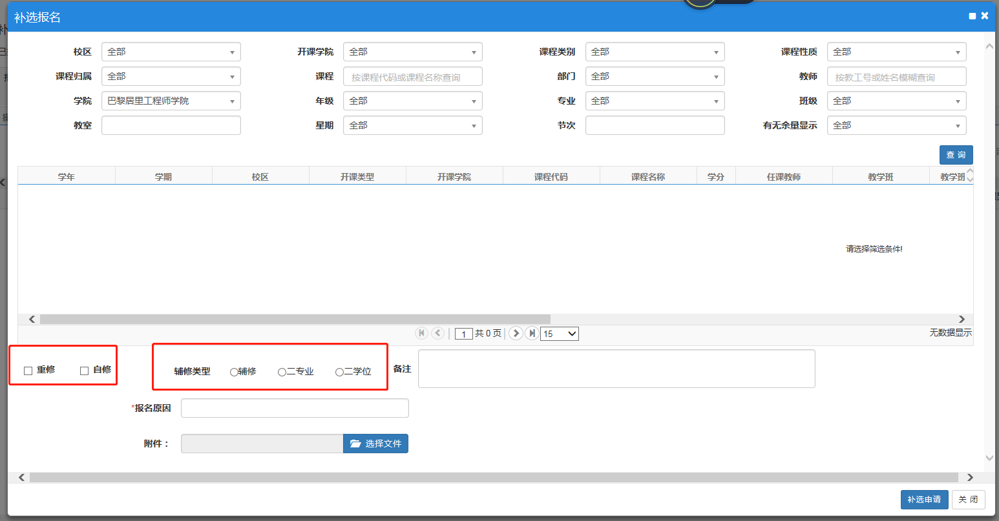 补选报名
校区 全部 开课学院 全部 课程类别 全部 课程性质 全部
课程归属 全部 课程 按课程代码或课程名称查询 部门 全部 教师 按教工号或姓名模糊查询
学院 巴黎居里工程师学院 年级 全部 专业 全部 班级 全部
教室 星期 全部 节次 有无余量显示 全部
查 询
学年 学期 校区 开课类型 开课学院 课程代码 课程名称 学分 任课教师 教学班 教学班
请选择筛选条件!
1 共 0 页 15 无数据显示
重修 自修 辅修类型 辅修 二专业 二学位 备注
*报名原因
附件： 选择文件
补选申请 关 闭